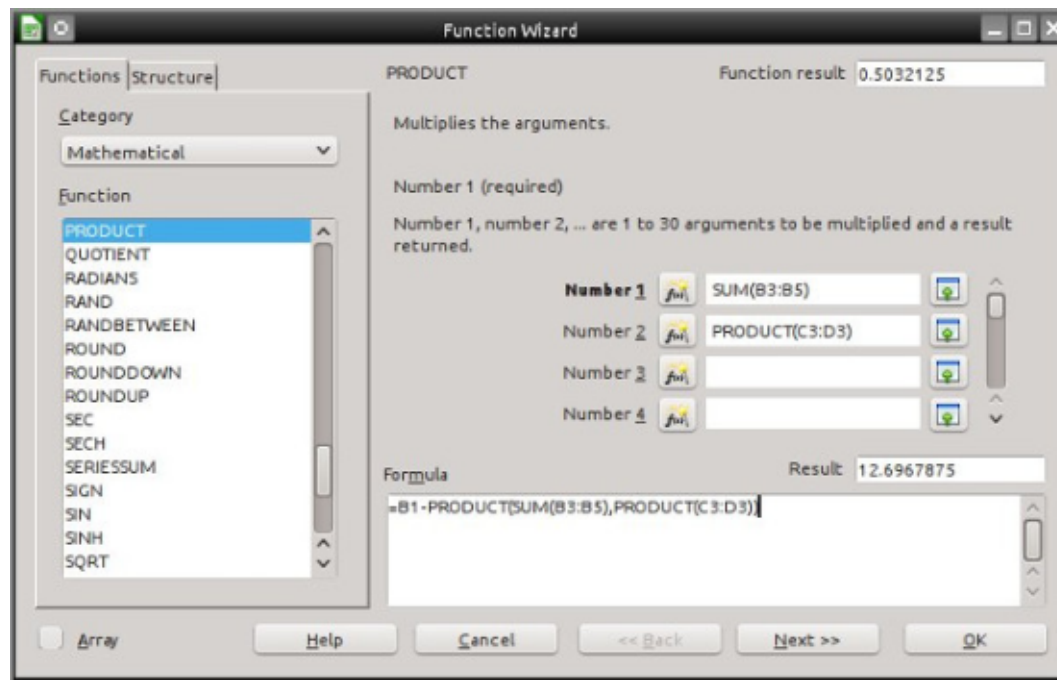 Function Wizard
Functions
Structure
Category
Mathematical
Function
PRODUCT
QUOTIENT
RADIANS
RAND
RANDBETWEEN
ROUND
ROUNDDOWN
ROUNDUP
SEC
SECH
SERIESSUM
SIGN
SIN
SINH
SQRT
PRODUCT
Function result 0.5032125
Multiplies the arguments.
Number 1 (required)
Number 1, number 2, ... are 1 to 30 arguments to be multiplied and a result
returned.
Number 1 SUM(B3:B5)
Number 2 PRODUCT(C3:D3)
Number 3
Number 4
Formula
Result 12.6967875
=B1-PRODUCT(SUM(B3:B5),PRODUCT(C3:D3))
Array
Help
Cancel
<< Back
Next >>
OK